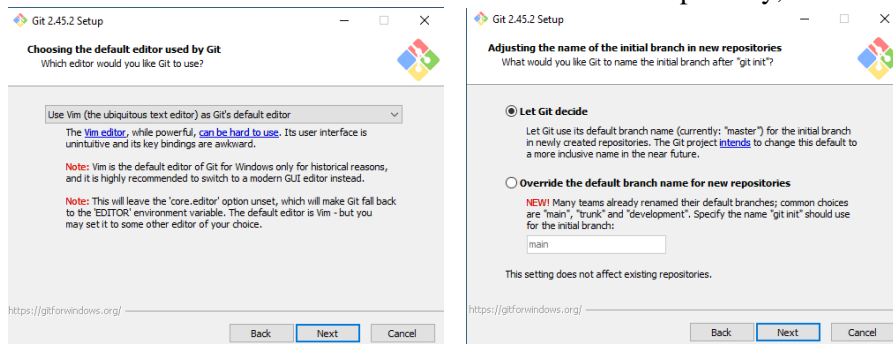 Git 2.45.2 Setup
Choosing the default editor used by Git
Which editor would you like Git to use?
Use Vim (the ubiquitous text editor) as Git's default editor
The Vim editor, while powerful, can be hard to use. Its user interface is
unintuitive and its key bindings are awkward.
Note: Vim is the default editor of Git for Windows only for historical reasons,
and it is highly recommended to switch to a modern GUI editor instead.
Note: This will leave the 'core.editor' option unset, which will make Git fall back
to the 'EDITOR' environment variable. The default editor is Vim - but you
may set it to some other editor of your choice.
https://gitforwindows.org/
Back Next Cancel
Git 2.45.2 Setup
Adjusting the name of the initial branch in new repositories
What would you like Git to name the initial branch after "git init"?
Let Git decide
Let Git use its default branch name (currently: "master") for the initial branch
in newly created repositories. The Git project intends to change this default to
a more inclusive name in the near future.
Override the default branch name for new repositories
NEW! Many teams already renamed their default branches; common choices
are "main", "trunk" and "development". Specify the name "git init" should use
for the initial branch:
main
This setting does not affect existing repositories.
https://gitforwindows.org/
Back Next Cancel